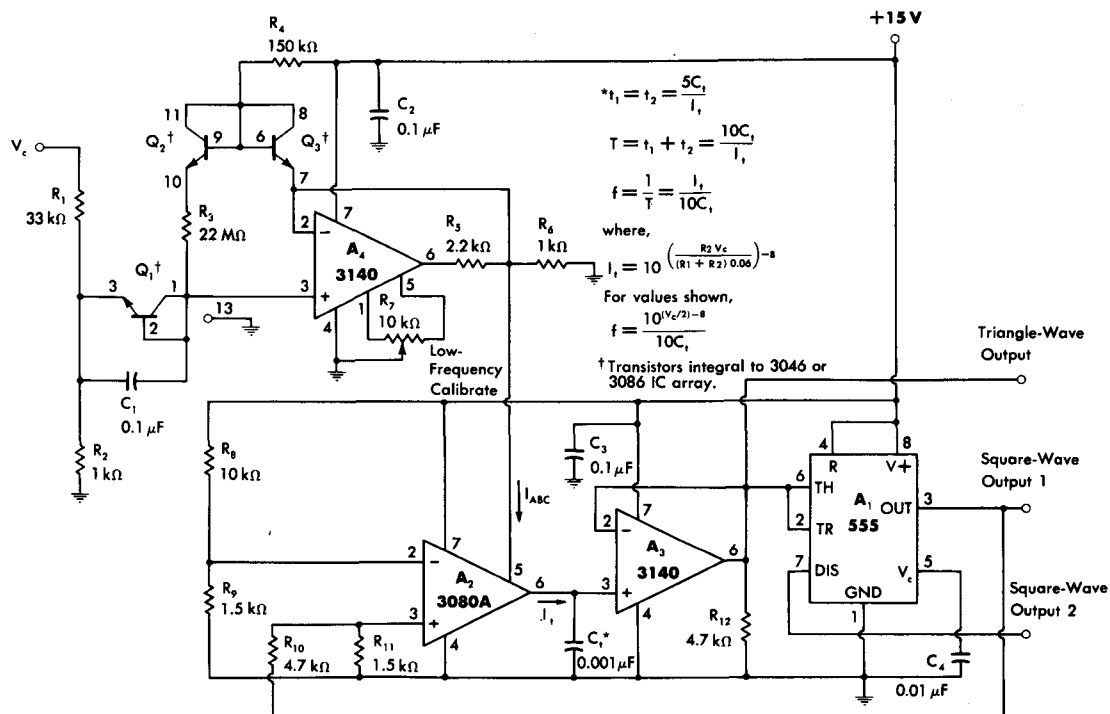 +15 V
R4
150 kΩ
C2
0.1 µF
11
8
Q2†
9
6
Q3†
10
7
Vc
R1
33 kΩ
R3
22 MΩ
Q1†
3
1
2
13
2
−
7
A4
3140
3
+
4
1
5
6
R5
2.2 kΩ
R6
1 kΩ
R7
10 kΩ
Low-
Frequency
Calibrate
C1
0.1 µF
R2
1 kΩ
*t1 = t2 = 5Ct / It
T = t1 + t2 = 10Ct / It
f = 1/T = It / 10Ct
where,
It = 10 (R2 Vc / (R1 + R2) 0.06) −8
For values shown,
f = 10(Vc/2)−8 / 10Ct
† Transistors integral to 3046 or
3086 IC array.
Triangle-Wave
Output
Square-Wave
Output 1
Square-Wave
Output 2
R8
10 kΩ
R9
1.5 kΩ
R10
4.7 kΩ
R11
1.5 kΩ
IABC
2
−
7
A2
3080A
5
6
3
+
4
It
Ct*
0.001 µF
C3
0.1 µF
2
−
7
A3
3140
6
3
+
4
R12
4.7 kΩ
4
8
R
V+
6
TH
A1
555
OUT
3
2
TR
7
DIS
Vc
5
GND
1
C4
0.01 µF